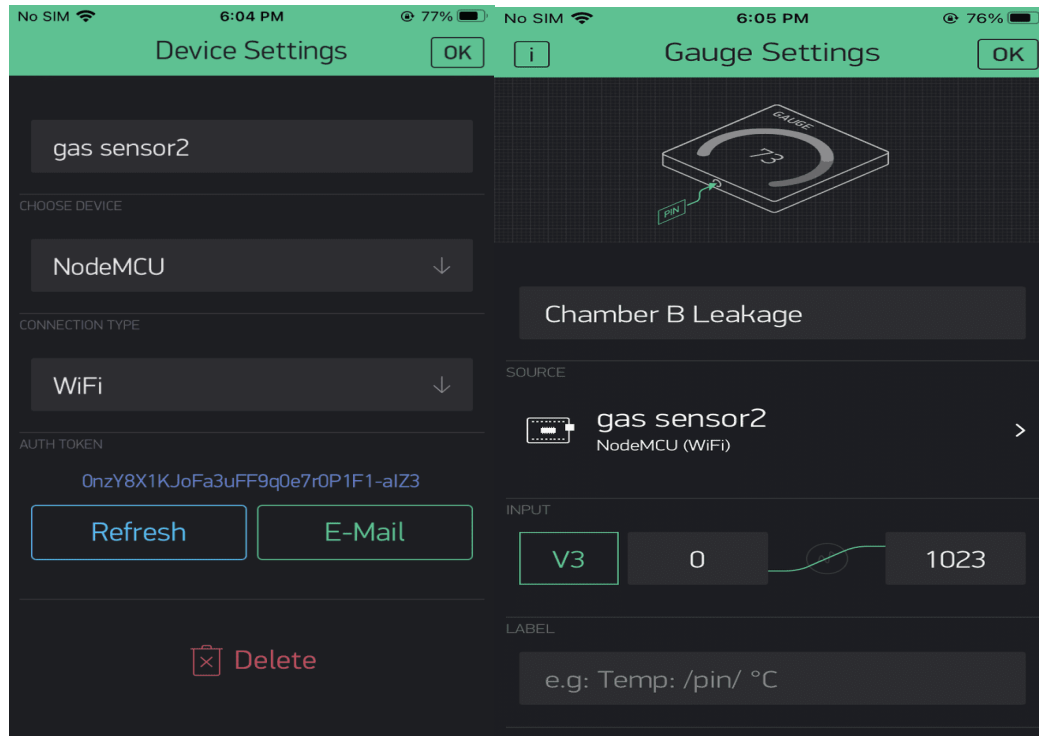 No SIM 6:04 PM 77%
Device Settings OK
gas sensor2
CHOOSE DEVICE
NodeMCU
CONNECTION TYPE
WiFi
AUTH TOKEN
0nzY8X1KJoFa3uFF9q0e7r0P1F1-aIZ3
Refresh E-Mail
Delete
No SIM 6:05 PM 76%
i Gauge Settings OK
GAUGE
73
PIN
Chamber B Leakage
SOURCE
gas sensor2
NodeMCU (WiFi)
INPUT
V3 0 1023
LABEL
e.g: Temp: /pin/ °C